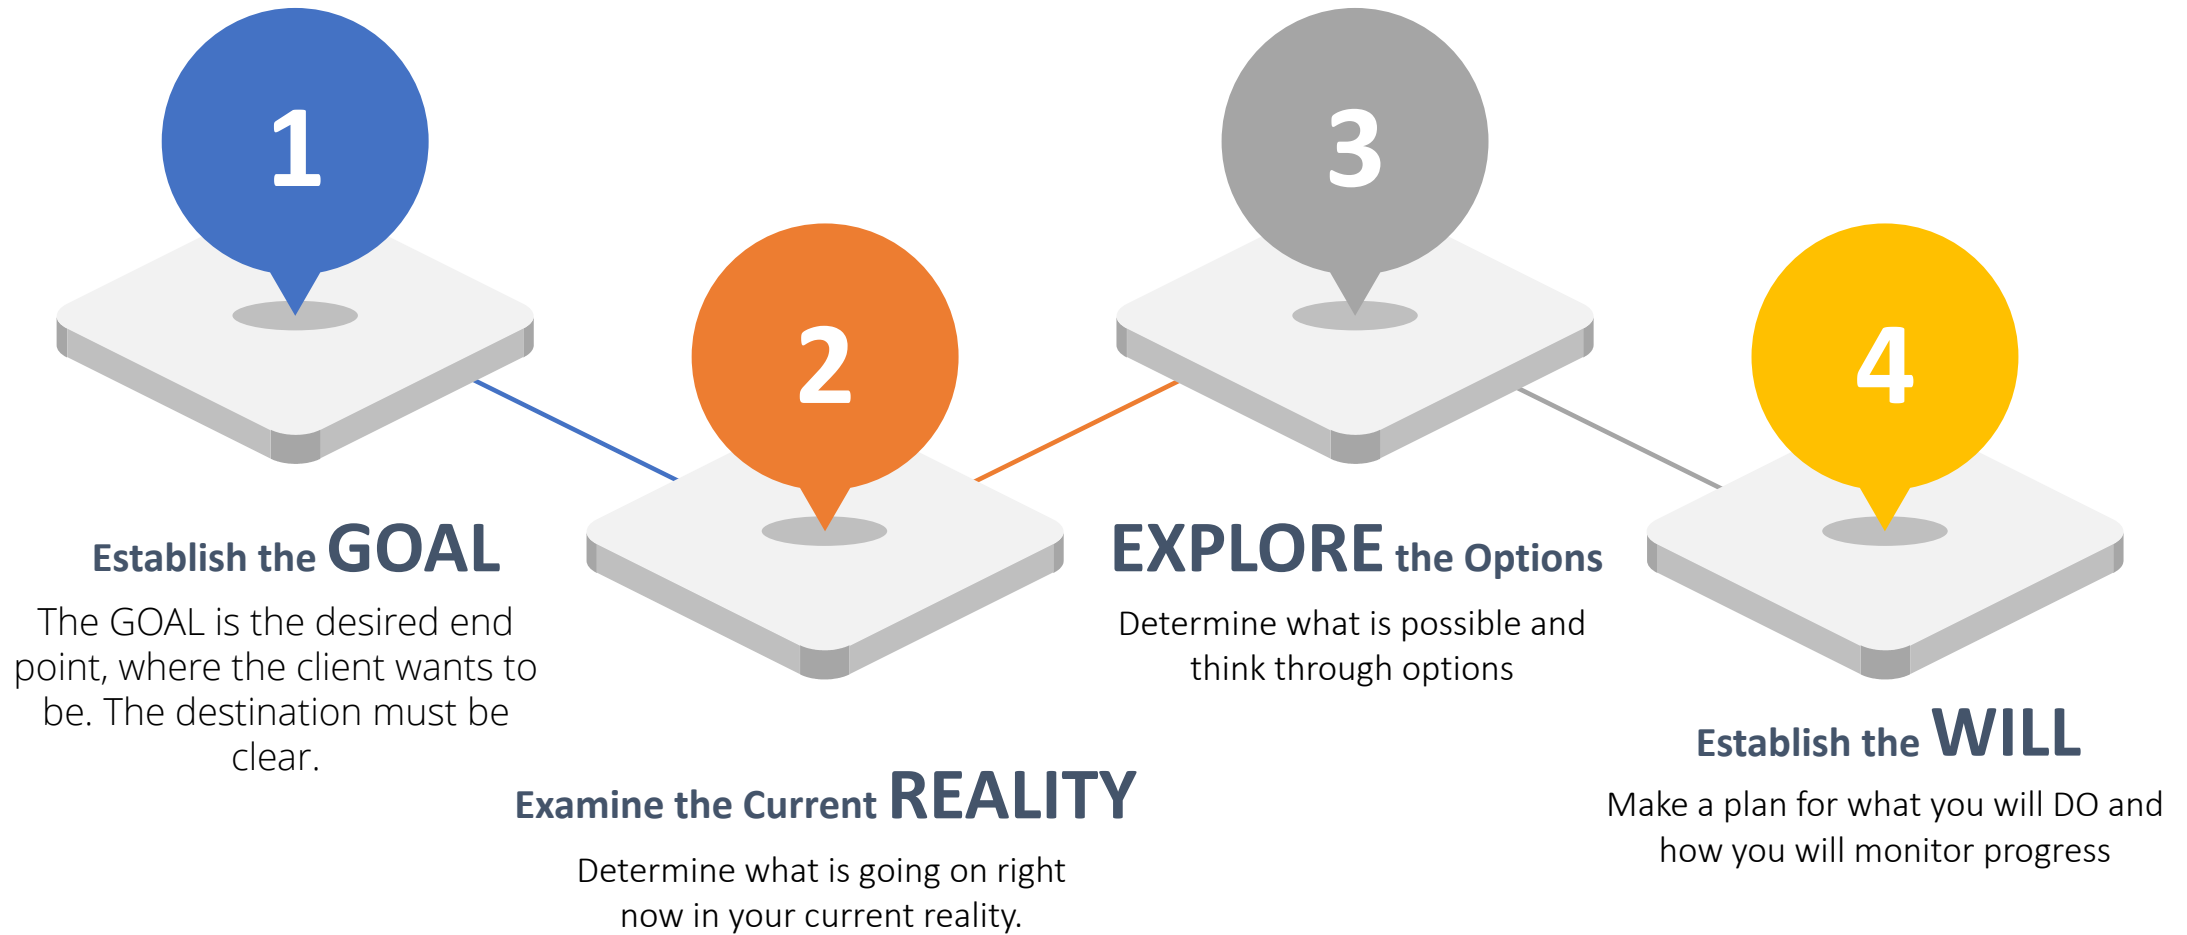 1
Establish the GOAL
The GOAL is the desired end
point, where the client wants to
be. The destination must be
clear.
2
Examine the Current REALITY
Determine what is going on right
now in your current reality.
3
EXPLORE the Options
Determine what is possible and
think through options
4
Establish the WILL
Make a plan for what you will DO and
how you will monitor progress